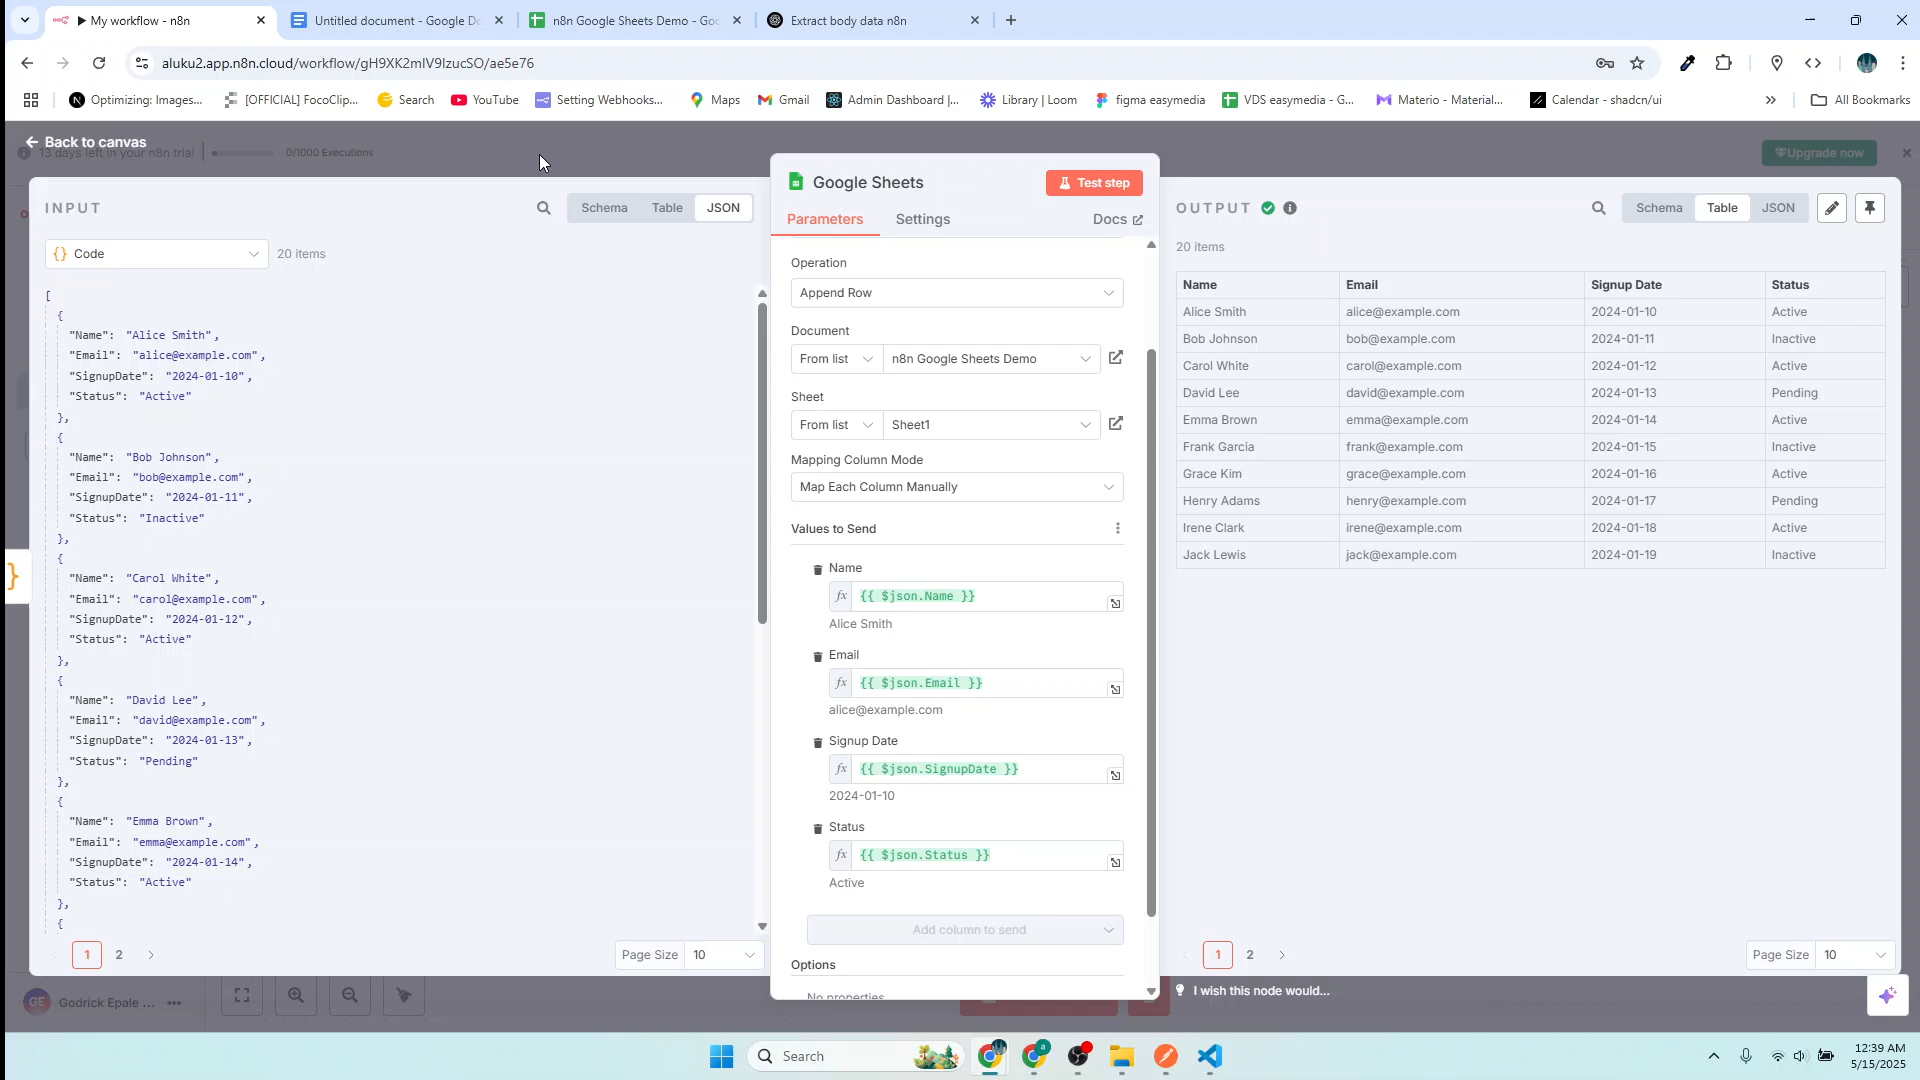 My workflow - n8n
Untitled document - Google Do
n8n Google Sheets Demo - Goo
Extract body data n8n
aluku2.app.n8n.cloud/workflow/gH9XK2mIV9IzucSO/ae5e76
Optimizing: Images...
[OFFICIAL] FocoClip...
Search
YouTube
Setting Webhooks...
Maps
Gmail
Admin Dashboard |...
Library | Loom
figma easymedia
VDS easymedia - G...
Materio - Material...
Calendar - shadcn/ui
All Bookmarks
Back to canvas
13 days left in your n8n trial
0/1000 Executions
Upgrade now
INPUT
Schema
Table
JSON
Code
20 items
[
{
"Name": "Alice Smith",
"Email": "alice@example.com",
"SignupDate": "2024-01-10",
"Status": "Active"
},
{
"Name": "Bob Johnson",
"Email": "bob@example.com",
"SignupDate": "2024-01-11",
"Status": "Inactive"
},
{
"Name": "Carol White",
"Email": "carol@example.com",
"SignupDate": "2024-01-12",
"Status": "Active"
},
{
"Name": "David Lee",
"Email": "david@example.com",
"SignupDate": "2024-01-13",
"Status": "Pending"
},
{
"Name": "Emma Brown",
"Email": "emma@example.com",
"SignupDate": "2024-01-14",
"Status": "Active"
},
{
1
2
Page Size
10
Google Sheets
Test step
Parameters
Settings
Docs
Operation
Append Row
Document
From list
n8n Google Sheets Demo
Sheet
From list
Sheet1
Mapping Column Mode
Map Each Column Manually
Values to Send
Name
fx {{ $json.Name }}
Alice Smith
Email
fx {{ $json.Email }}
alice@example.com
Signup Date
fx {{ $json.SignupDate }}
2024-01-10
Status
fx {{ $json.Status }}
Active
Add column to send
Options
No properties
OUTPUT
Schema
Table
JSON
20 items
Name Email Signup Date Status
Alice Smith alice@example.com 2024-01-10 Active
Bob Johnson bob@example.com 2024-01-11 Inactive
Carol White carol@example.com 2024-01-12 Active
David Lee david@example.com 2024-01-13 Pending
Emma Brown emma@example.com 2024-01-14 Active
Frank Garcia frank@example.com 2024-01-15 Inactive
Grace Kim grace@example.com 2024-01-16 Active
Henry Adams henry@example.com 2024-01-17 Pending
Irene Clark irene@example.com 2024-01-18 Active
Jack Lewis jack@example.com 2024-01-19 Inactive
1
2
Page Size
10
I wish this node would...
GE
Godrick Epale ...
Search
12:39 AM
5/15/2025